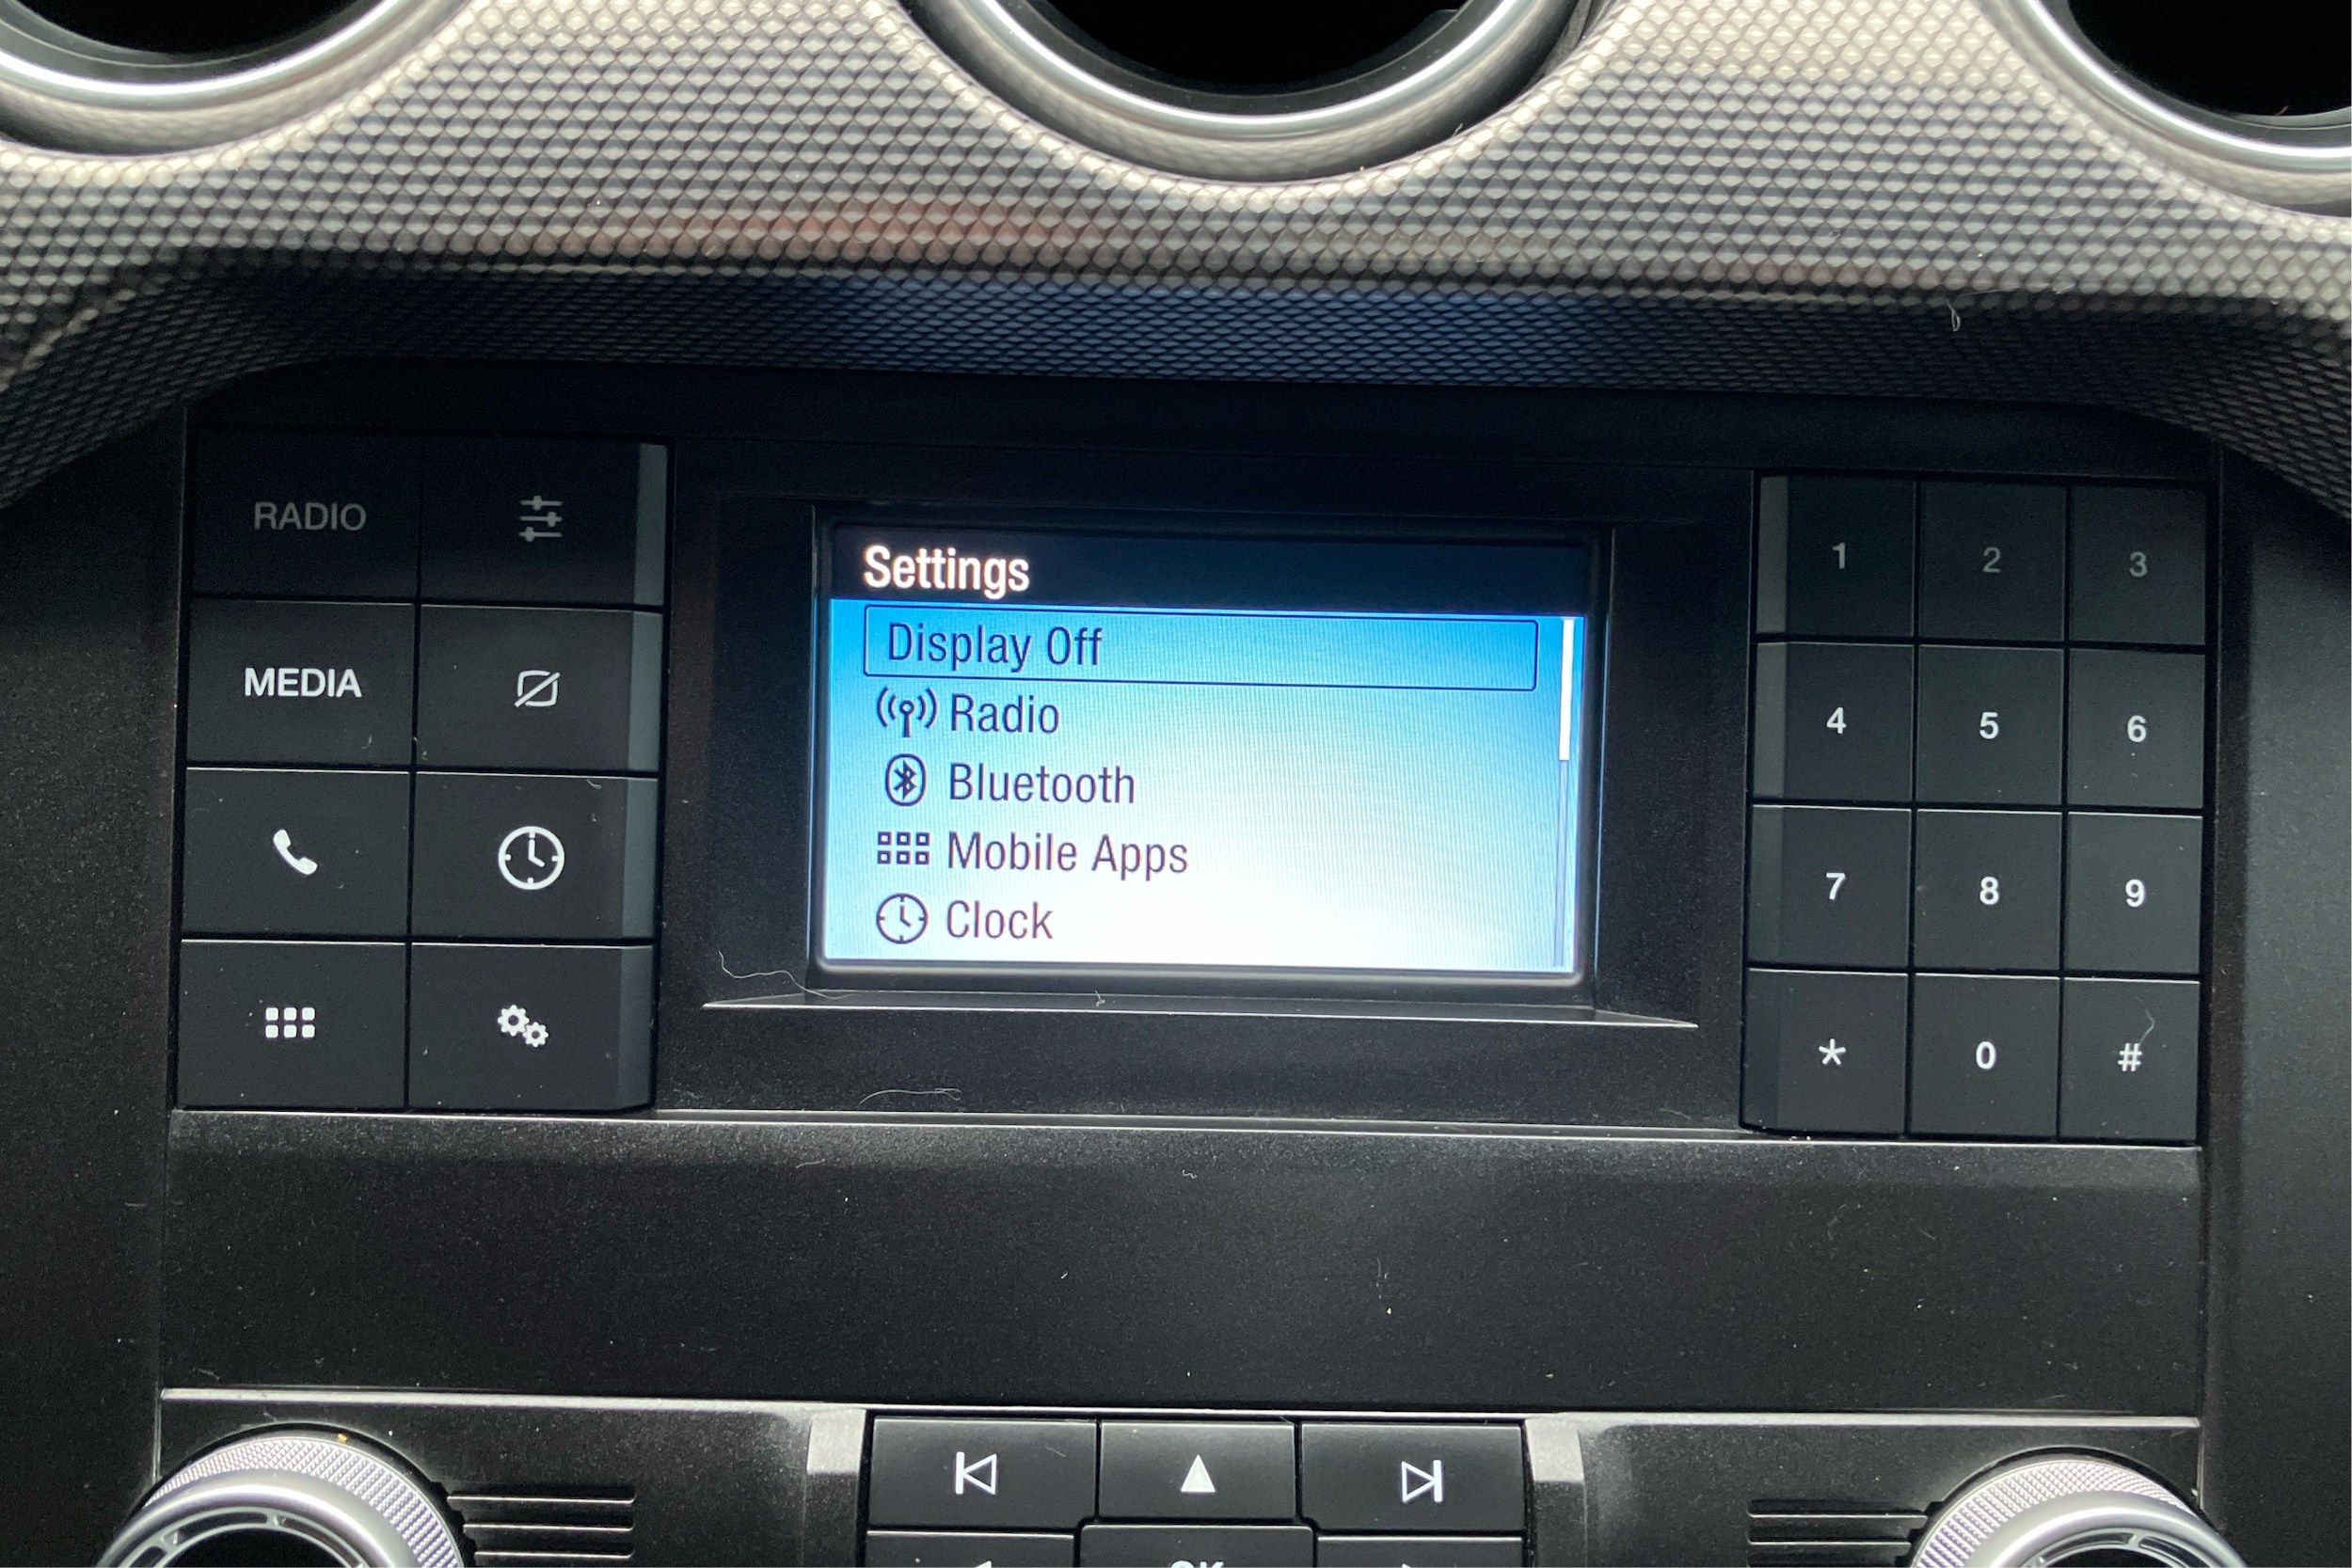 RADIO
MEDIA
Settings
Display Off
Radio
Bluetooth
Mobile Apps
Clock
1 2 3
4 5 6
7 8 9
* 0 #
OK